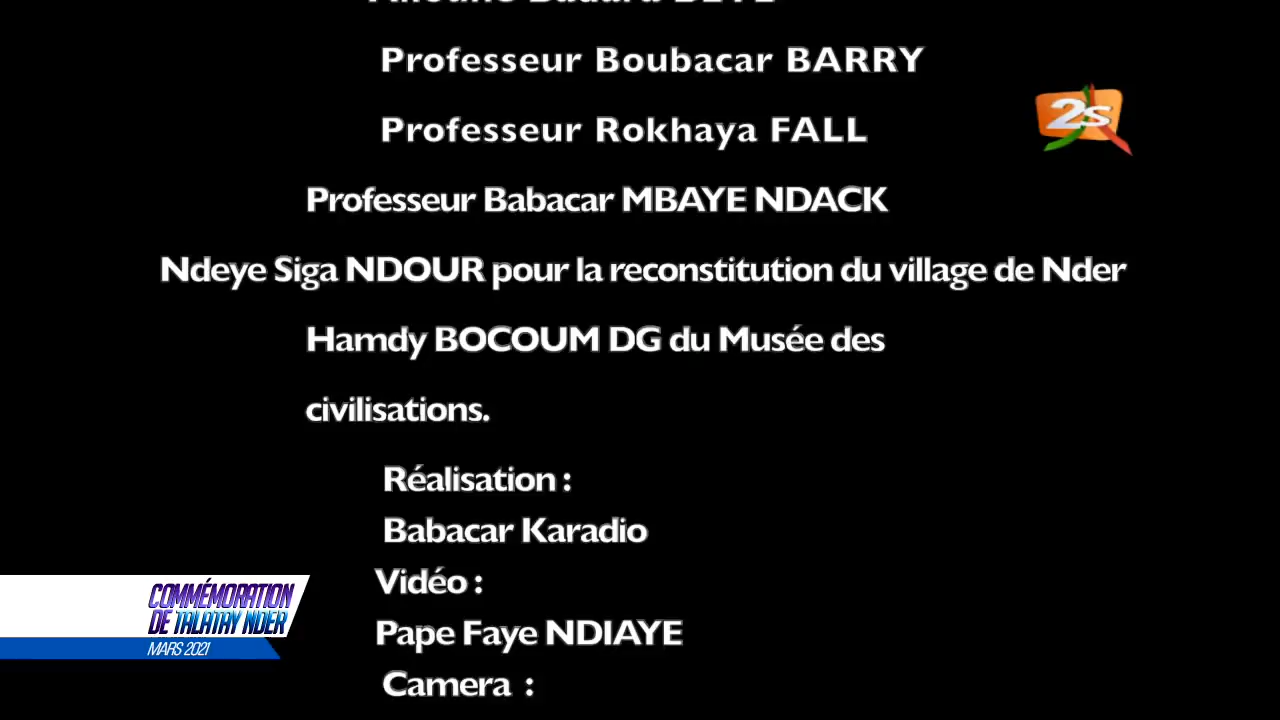 Professeur Boubacar BARRY
Professeur Rokhaya FALL
2s
Professeur Babacar MBAYE NDACK
Ndeye Siga NDOUR pour la reconstitution du village de Nder
Hamdy BOCOUM DG du Musée des
civilisations.
Réalisation :
Babacar Karadio
Vidéo :
Pape Faye NDIAYE
Camera :
COMMÉMORATION
DE TALATAY NDER
MARS 2021